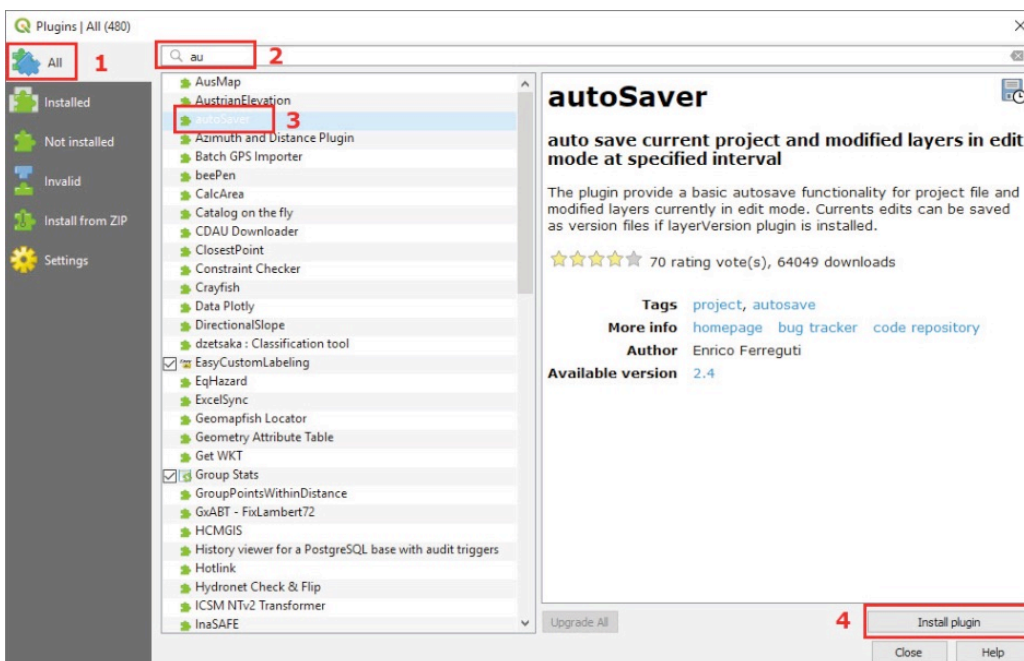 Plugins | All (480)
All
1
Installed
Not installed
Invalid
Install from ZIP
Settings
au
2
AusMap
AustrianElevation
autoSaver
3
Azimuth and Distance Plugin
Batch GPS Importer
beePen
CalcArea
Catalog on the fly
CDAU Downloader
ClosestPoint
Constraint Checker
Crayfish
Data Plotly
DirectionalSlope
dzetsaka : Classification tool
EasyCustomLabeling
EqHazard
ExcelSync
Geomapfish Locator
Geometry Attribute Table
Get WKT
Group Stats
GroupPointsWithinDistance
GxABT - FixLambert72
HCMGIS
History viewer for a PostgreSQL base with audit triggers
Hotlink
Hydronet Check & Flip
ICSM NTv2 Transformer
InaSAFE
autoSaver
auto save current project and modified layers in edit
mode at specified interval
The plugin provide a basic autosave functionality for project file and
modified layers currently in edit mode. Currents edits can be saved
as version files if layerVersion plugin is installed.
70 rating vote(s), 64049 downloads
Tags project, autosave
More info homepage bug tracker code repository
Author Enrico Ferreguti
Available version 2.4
Upgrade All
4
Install plugin
Close
Help